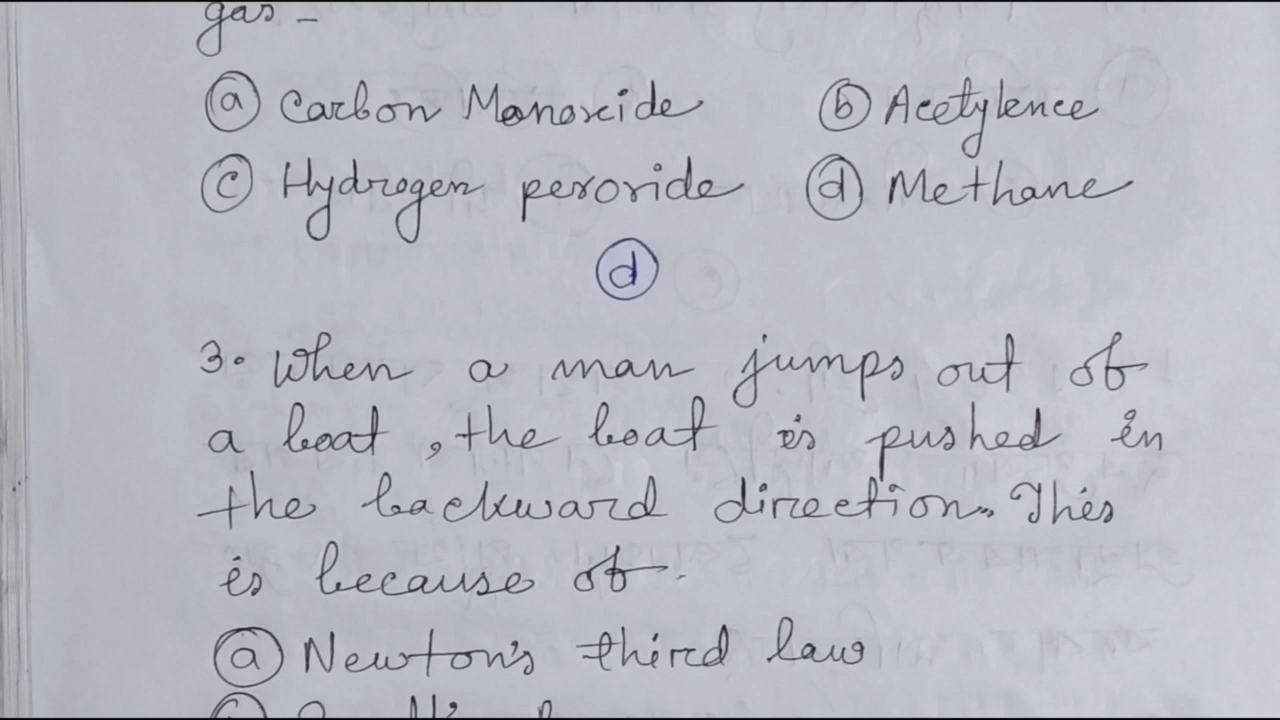 gas -
ⓐ Carbon Monoxide ⓑ Acetylence
ⓒ Hydrogen peroxide ⓓ Methane
ⓓ
3. When a man jumps out of
a boat, the boat is pushed in
the backward direction. This
is because of -
ⓐ Newton's third law